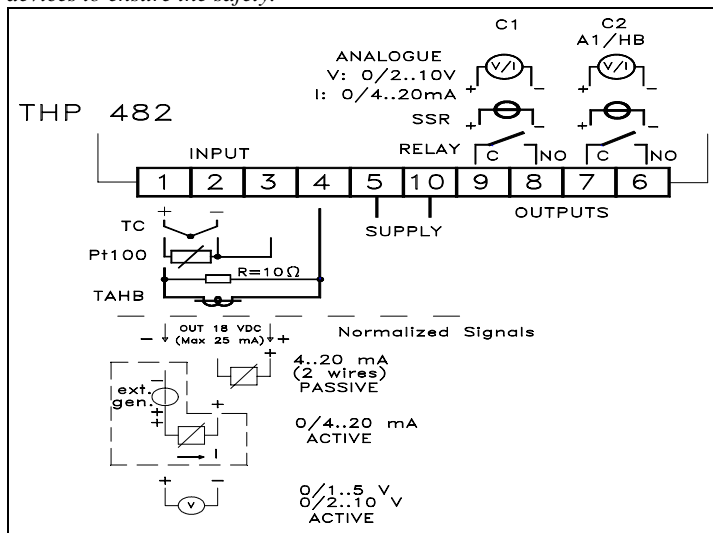 devices to ensure the safety.
C1
C2
A1/HB
ANALOGUE
V: 0/2..10V
I: 0/4..20mA
V/I
V/I
+ - + -
SSR
+ - + -
THP 482
RELAY
C NO C NO
INPUT
1 2 3 4 5 10 9 8 7 6
OUTPUTS
SUPPLY
+ -
TC
Pt100
R=10Ω
TAHB
- OUT 18 VDC +
(Max 25 mA)
Normalized Signals
+
4..20 mA
(2 wires)
PASSIVE
-
ext.
gen.
+
+ +
0/4..20 mA
ACTIVE
I
+ -
V
0/1..5 V
0/2..10 V
ACTIVE